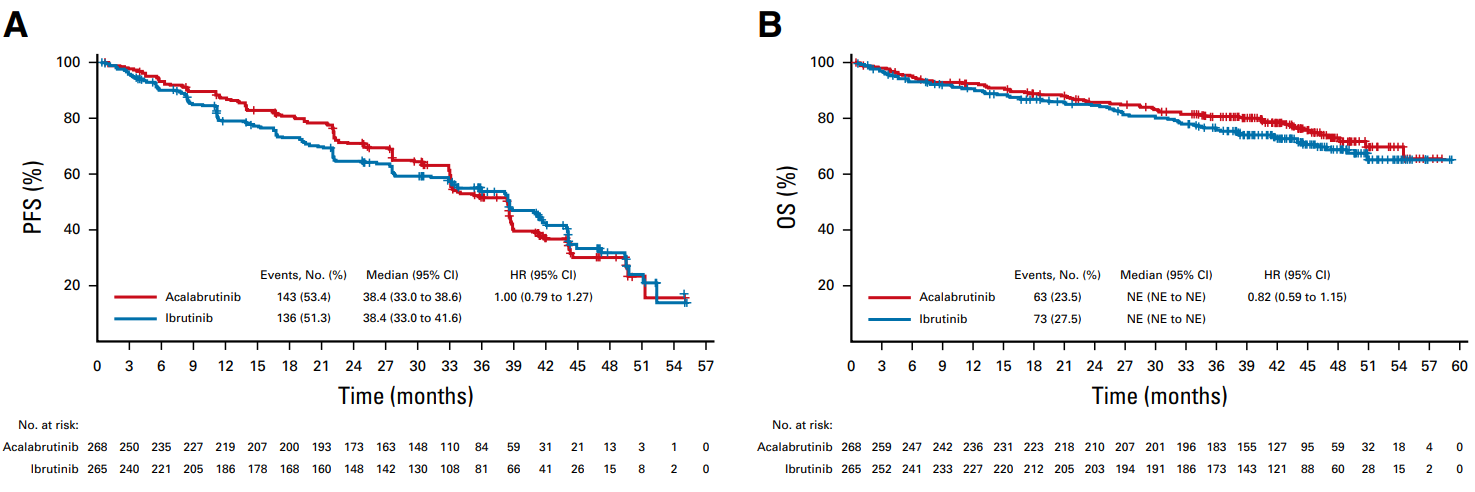 A
PFS (%)
100
80
60
40
20
Events, No. (%) Median (95% CI) HR (95% CI)
Acalabrutinib 143 (53.4) 38.4 (33.0 to 38.6) 1.00 (0.79 to 1.27)
Ibrutinib 136 (51.3) 38.4 (33.0 to 41.6)
0 3 6 9 12 15 18 21 24 27 30 33 36 39 42 45 48 51 54 57
Time (months)
No. at risk:
Acalabrutinib 268 250 235 227 219 207 200 193 173 163 148 110 84 59 31 21 13 3 1 0
Ibrutinib 265 240 221 205 186 178 168 160 148 142 130 108 81 66 41 26 15 8 2 0
B
OS (%)
100
80
60
40
20
Events, No. (%) Median (95% CI) HR (95% CI)
Acalabrutinib 63 (23.5) NE (NE to NE) 0.82 (0.59 to 1.15)
Ibrutinib 73 (27.5) NE (NE to NE)
0 3 6 9 12 15 18 21 24 27 30 33 36 39 42 45 48 51 54 57 60
Time (months)
No. at risk:
Acalabrutinib 268 259 247 242 236 231 223 218 210 207 201 196 183 155 127 95 59 32 18 4 0
Ibrutinib 265 252 241 233 227 220 212 205 203 194 191 186 173 143 121 88 60 28 15 2 0